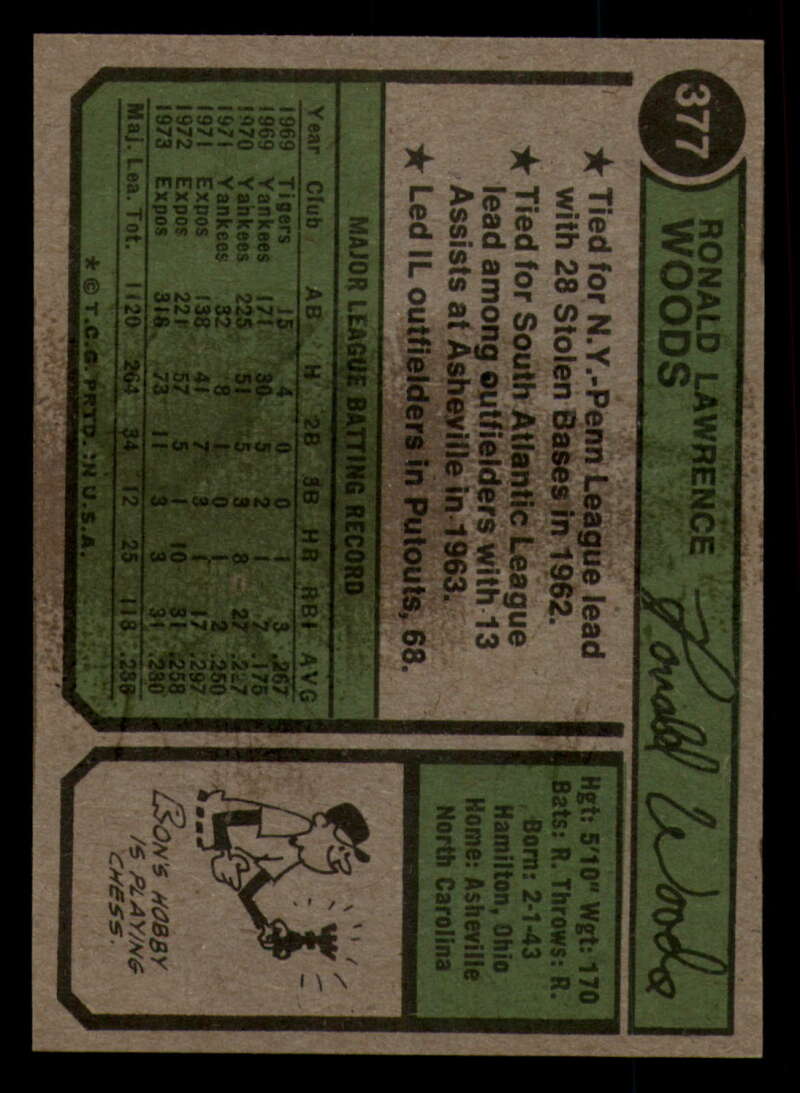 377
RONALD LAWRENCE
WOODS
Ronald Woods
★ Tied for N.Y.-Penn League lead
with 28 Stolen Bases in 1962.
★ Tied for South Atlantic League
lead among outfielders with 13
Assists at Asheville in 1963.
★ Led IL outfielders in Putouts, 68.
MAJOR LEAGUE BATTING RECORD
Year Club AB H 2B 3B HR RBI AVG
1969 Tigers 15 4 0 0 1 3 .267
1969 Yankees 171 30 5 2 1 7 .175
1970 Yankees 225 51 5 3 8 27 .227
1971 Yankees 32 8 1 0 1 2 .250
1971 Expos 138 41 7 3 1 17 .297
1972 Expos 221 57 5 1 10 31 .258
1973 Expos 318 73 11 3 3 31 .230
Maj. Lea. Tot. 1120 264 34 12 25 118 .236
* © T.C.G. PRTD. IN U.S.A.
Hgt: 5'10" Wgt: 170
Bats: R. Throws: R.
Born: 2-1-43
Hamilton, Ohio
Home: Asheville
North Carolina
RON'S HOBBY
IS PLAYING
CHESS.